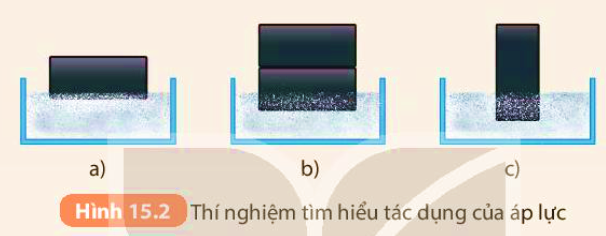 a) b) c)
Hình 15.2 Thí nghiệm tìm hiểu tác dụng của áp lực